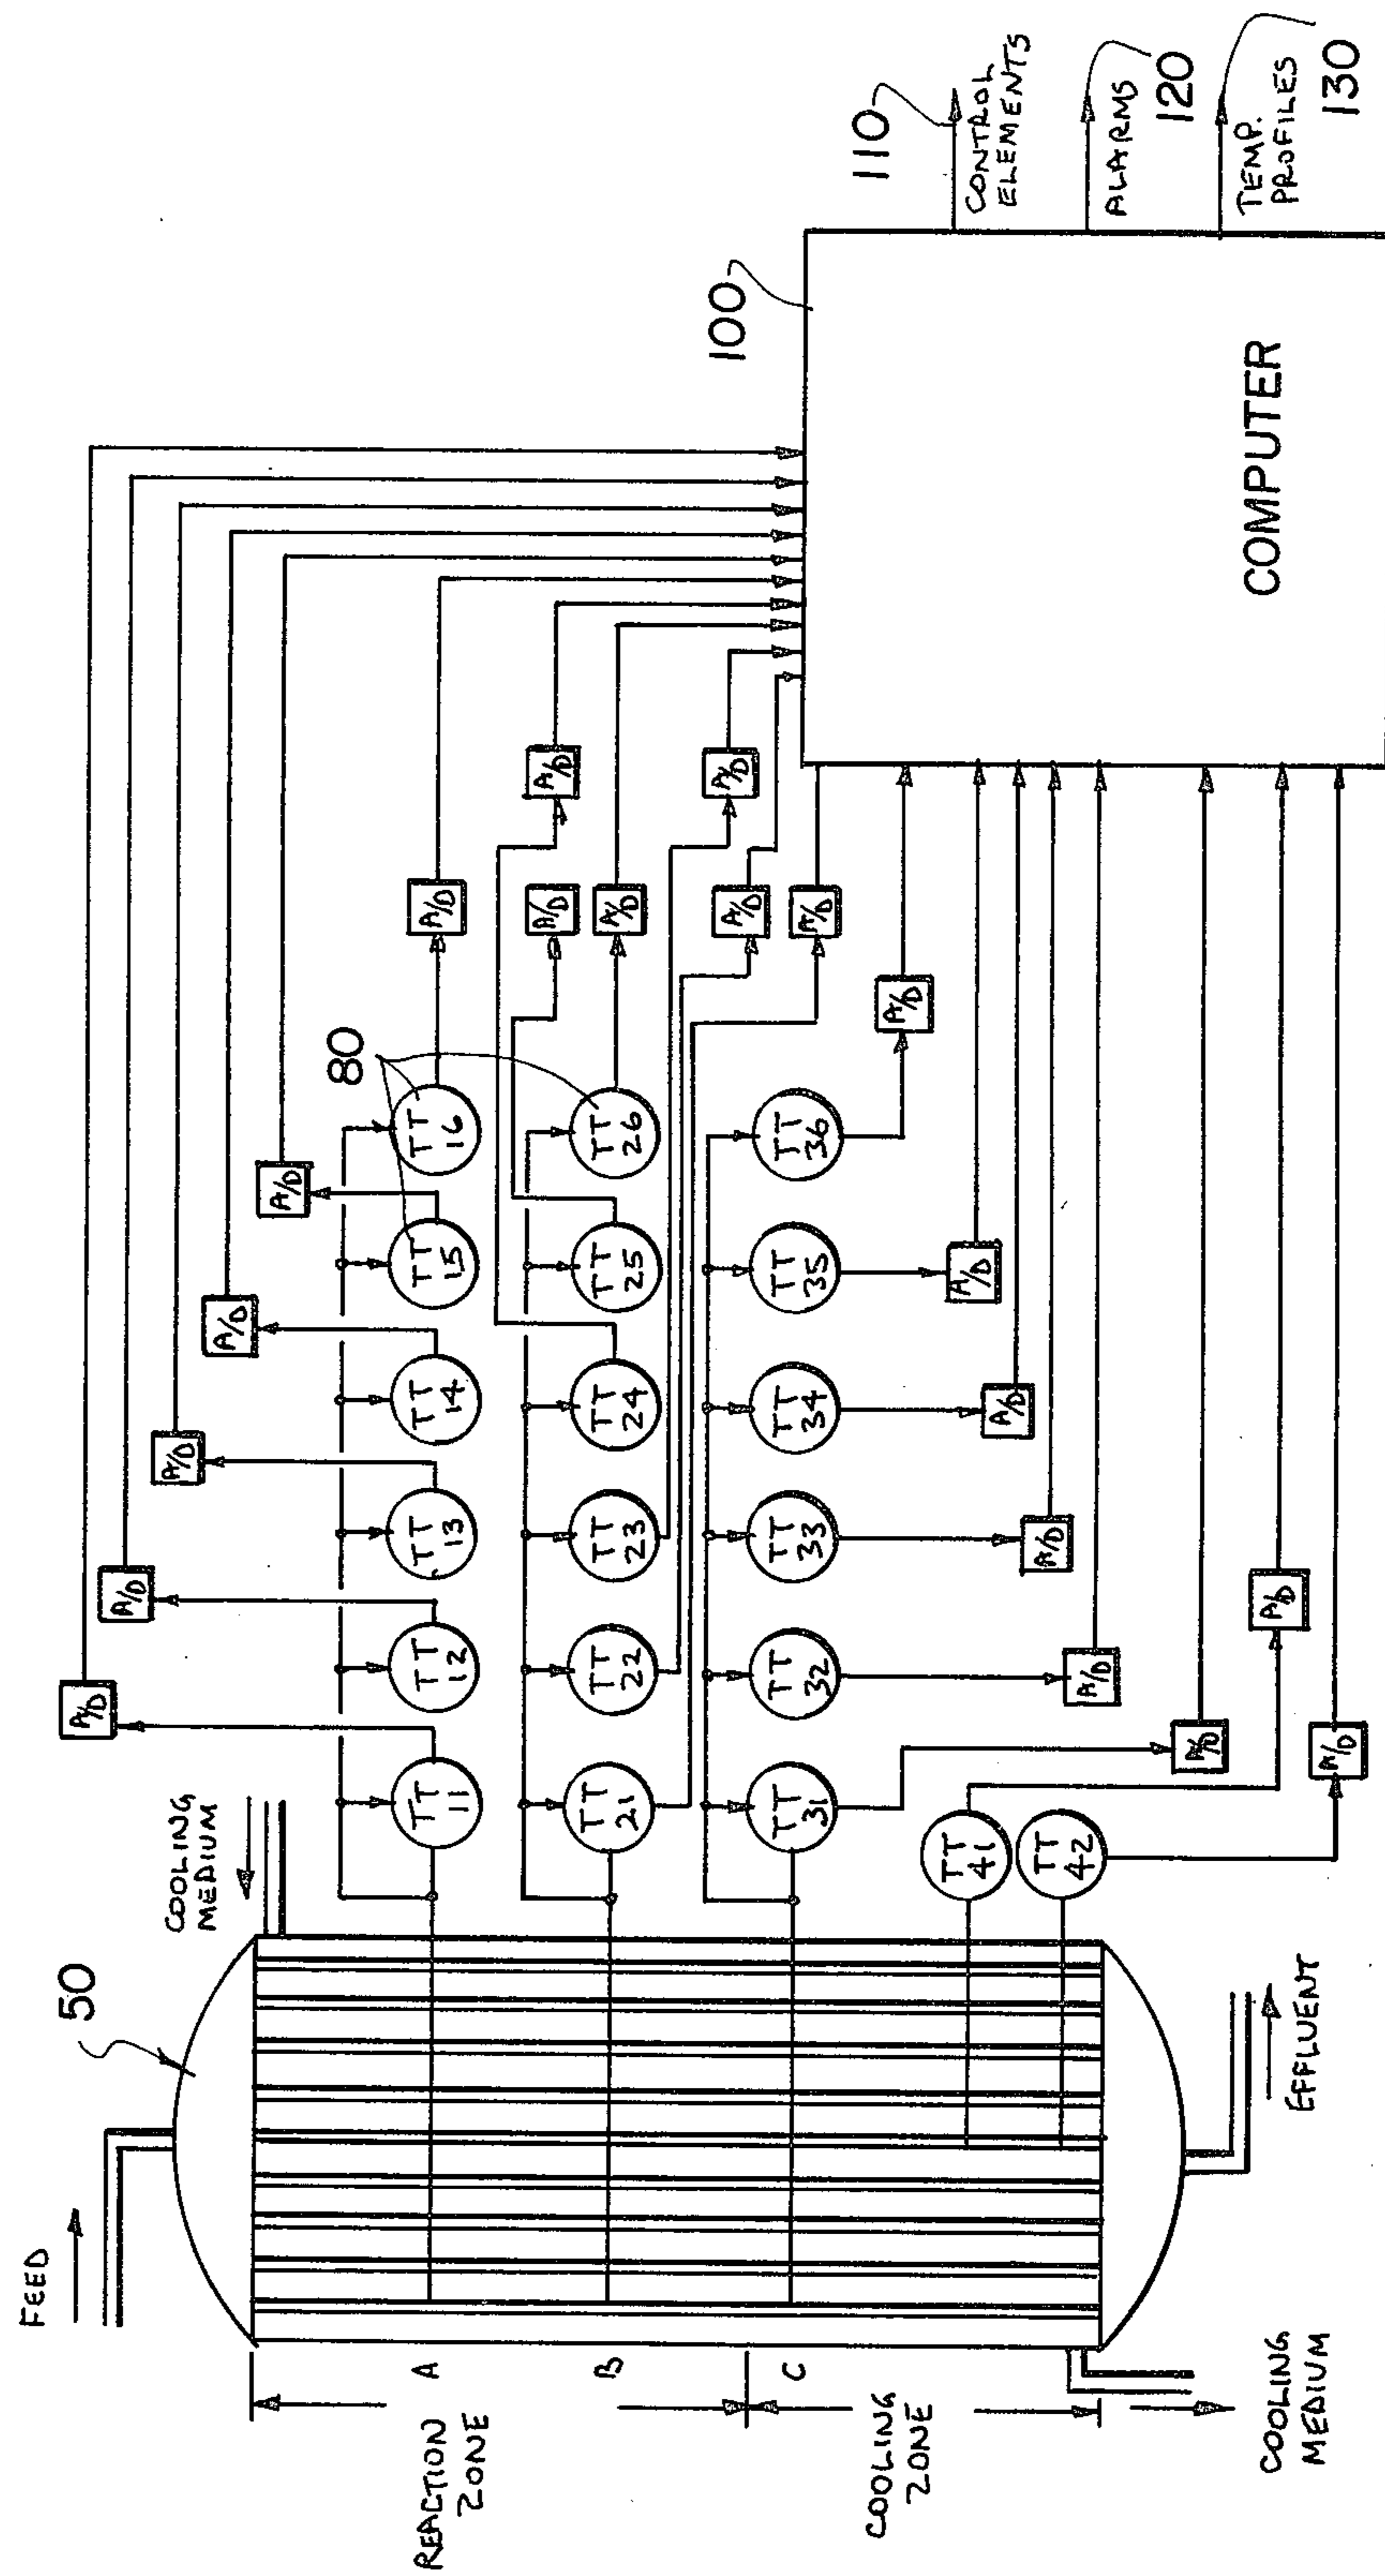 FEED
50
COOLING
MEDIUM
REACTION
ZONE
A
B
C
COOLING
ZONE
COOLING
MEDIUM
EFFLUENT
A/D
A/D
A/D
A/D
A/D
80
TT
11
TT
12
TT
13
TT
14
TT
15
TT
16
A/D
A/D
A/D
TT
21
TT
22
TT
23
TT
24
TT
25
TT
26
A/D
A/D
A/D
A/D
TT
31
TT
32
TT
33
TT
34
TT
35
TT
36
A/D
A/D
A/D
A/D
A/D
TT
41
TT
42
A/D
A/D
A/D
100
COMPUTER
110
CONTROL
ELEMENTS
ALARMS
120
TEMP.
PROFILES
130